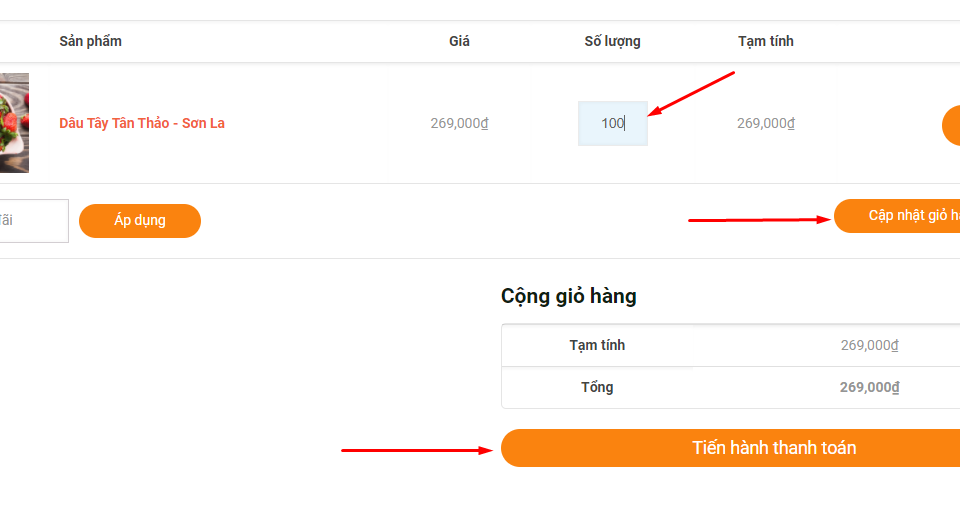 Sản phẩm Giá Số lượng Tạm tính
Dâu Tây Tân Thảo - Sơn La 269,000₫ 100 269,000₫
Áp dụng Cập nhật giỏ
Cộng giỏ hàng
Tạm tính 269,000₫
Tổng 269,000₫
Tiến hành thanh toán